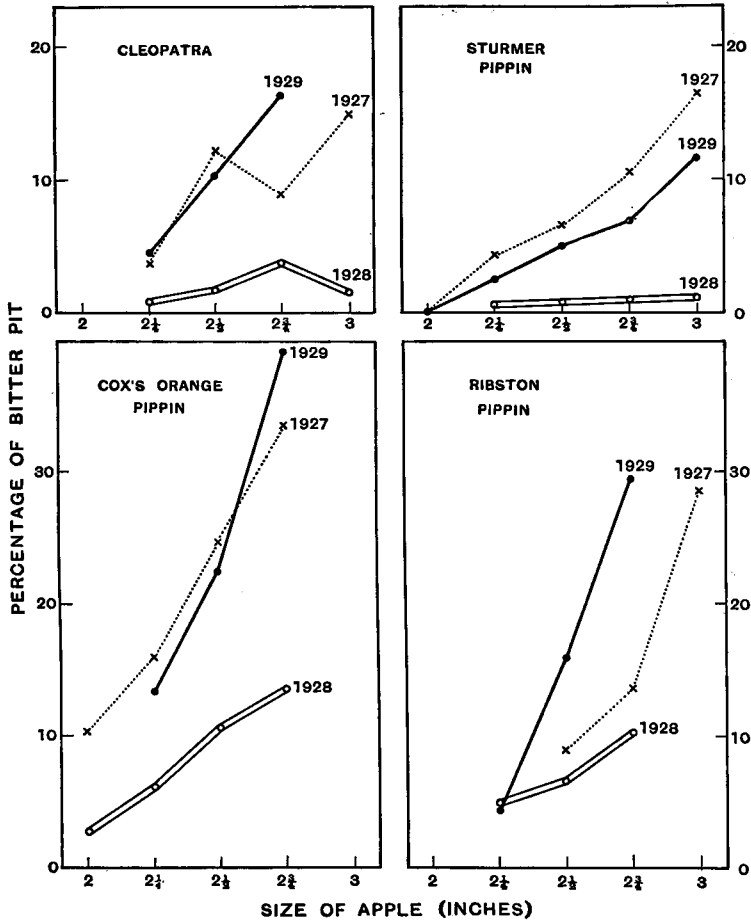 PERCENTAGE OF BITTER PIT
CLEOPATRA
20
10
0
1929
1927
1928
2 2¼ 2½ 2¾ 3
STURMER
PIPPIN
20
10
0
1927
1929
1928
2 2¼ 2½ 2¾ 3
COX'S ORANGE
PIPPIN
30
20
10
0
1929
1927
1928
2 2¼ 2½ 2¾ 3
RIBSTON
PIPPIN
30
20
10
0
1929
1927
1928
2 2¼ 2½ 2¾ 3
SIZE OF APPLE (INCHES)